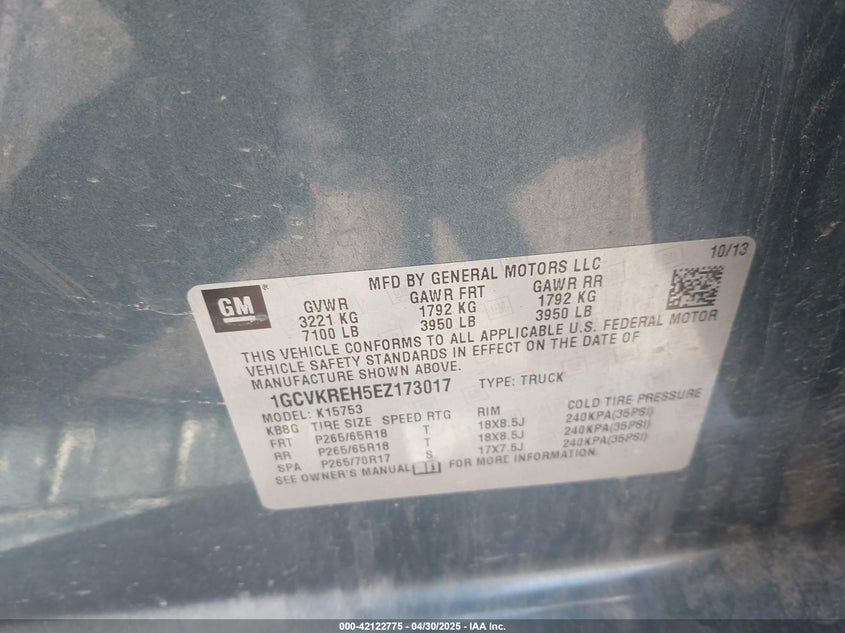 10/13
GM
MFD BY GENERAL MOTORS LLC
GVWR GAWR FRT GAWR RR
3221 KG 1792 KG 1792 KG
7100 LB 3950 LB 3950 LB
THIS VEHICLE CONFORMS TO ALL APPLICABLE U.S. FEDERAL MOTOR
VEHICLE SAFETY STANDARDS IN EFFECT ON THE DATE OF
MANUFACTURE SHOWN ABOVE.
1GCVKREH5EZ173017 TYPE: TRUCK
MODEL: K15753
KB8G TIRE SIZE SPEED RTG RIM COLD TIRE PRESSURE
FRT P265/65R18 T 18X8.5J 240KPA(35PSI)
RR P265/65R18 T 18X8.5J 240KPA(35PSI)
SPA P265/70R17 S 17X7.5J 240KPA(35PSI)
SEE OWNER'S MANUAL FOR MORE INFORMATION.
000-42122775 - 04/30/2025 - IAA Inc.